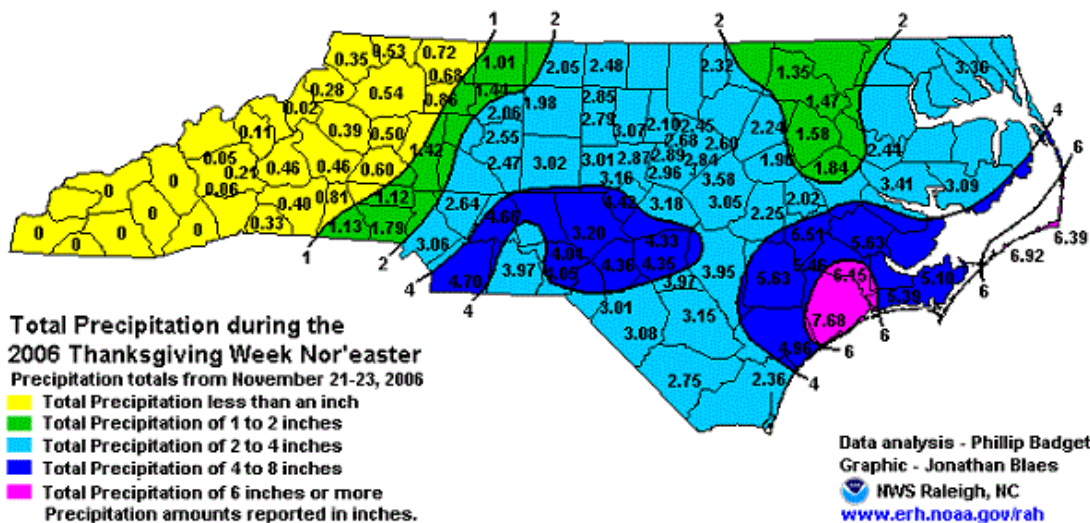 1 2 2 2
0.53 0.72
0.35 1.01 2.05 2.48 2.32 1.35 3.36
0.68
0.28 0.54 1.44 1.47
0.02 0.86 1.98 2.85 4
2.06 2.79 2.10 2.45
0.11 0.39 0.50 2.55 3.07 2.68 2.60 2.24 1.58 2.44 6
0.05 1.42 2.89
0.21 0.46 0.46 0.60 2.47 3.02 3.01 2.87 2.84 1.90 1.84
0 0 0.06 2.96 3.41 3.09
0.40 0.81 1.12 2.64 3.16 3.58 2.02
0 0.33 1.13 1.79 4.66 4.42 3.18 3.05 2.25
0 0 0 0 0 3.20 4.33 5.51 5.63 6.39
1 2 3.06 4.01 6.92
4 4.70 3.97 4.05 4.36 4.35 3.95 5.63 5.46 6.15 5.10 6
4 3.97 5.39
3.01 3.15 7.68 6
3.08 4.96 6
2.75 2.36 4
Total Precipitation during the
2006 Thanksgiving Week Nor'easter
Precipitation totals from November 21-23, 2006
Total Precipitation less than an inch
Total Precipitation of 1 to 2 inches
Total Precipitation of 2 to 4 inches
Total Precipitation of 4 to 8 inches
Total Precipitation of 6 inches or more
Precipitation amounts reported in inches.
Data analysis - Phillip Badget
Graphic - Jonathan Blaes
NWS Raleigh, NC
www.erh.noaa.gov/rah